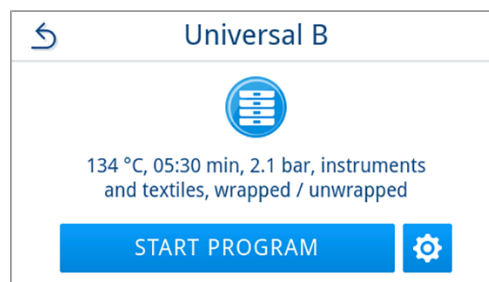 Universal B
134 °C, 05:30 min, 2.1 bar, instruments
and textiles, wrapped / unwrapped
START PROGRAM